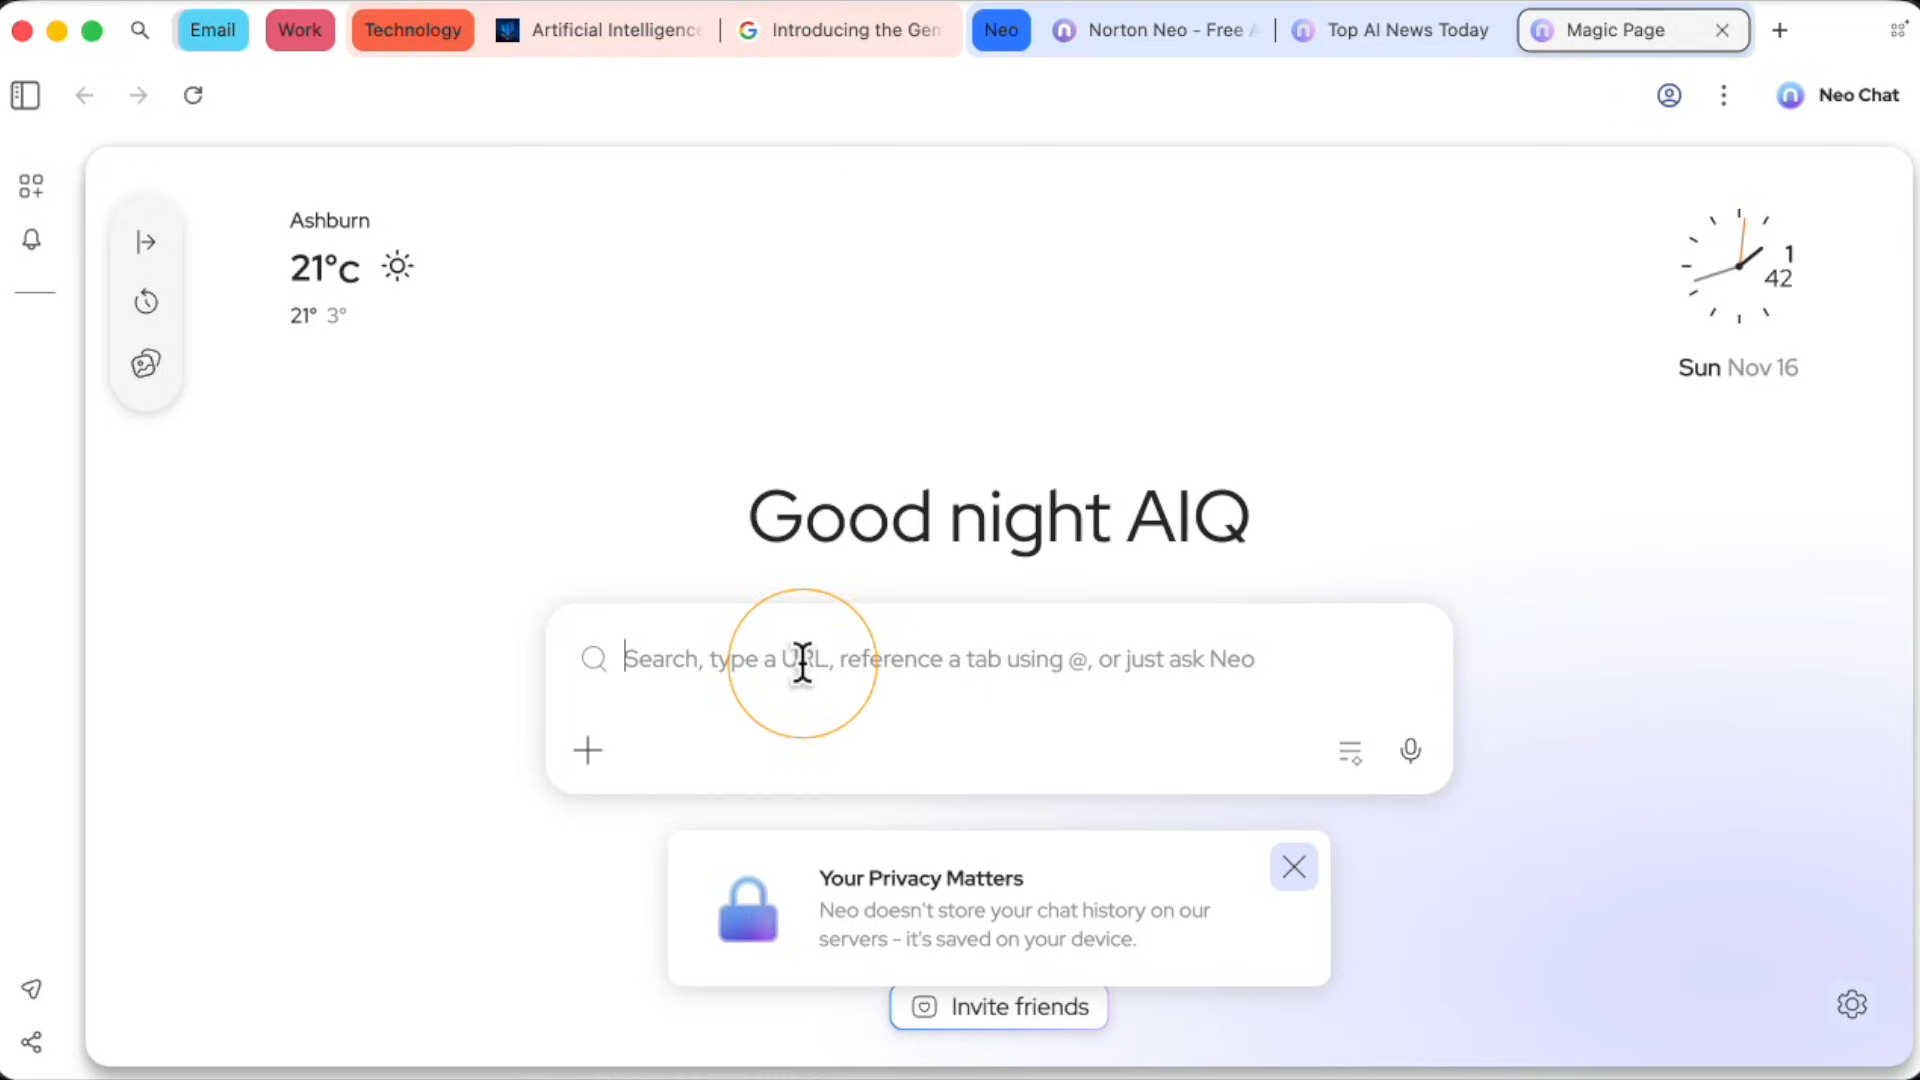 Email
Work
Technology
Artificial Intelligence
Introducing the Gem
Neo
Norton Neo - Free A
Top AI News Today
Magic Page
Neo Chat
Ashburn
21°c
21° 3°
1
42
Sun Nov 16
Good night AIQ
Search, type a URL, reference a tab using @, or just ask Neo
Your Privacy Matters
Neo doesn't store your chat history on our
servers - it's saved on your device.
Invite friends